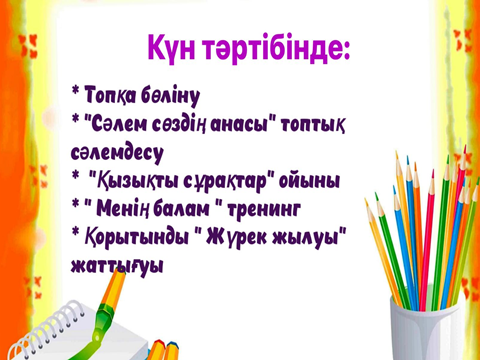 Күн тәртібінде:
* Топқа бөліну
* "Сәлем сөздің анасы" топтық
сәлемдесу
* "Қызықты сұрақтар" ойыны
* " Менің балам " тренинг
* Қорытынды " Жүрек жылуы"
жаттығуы